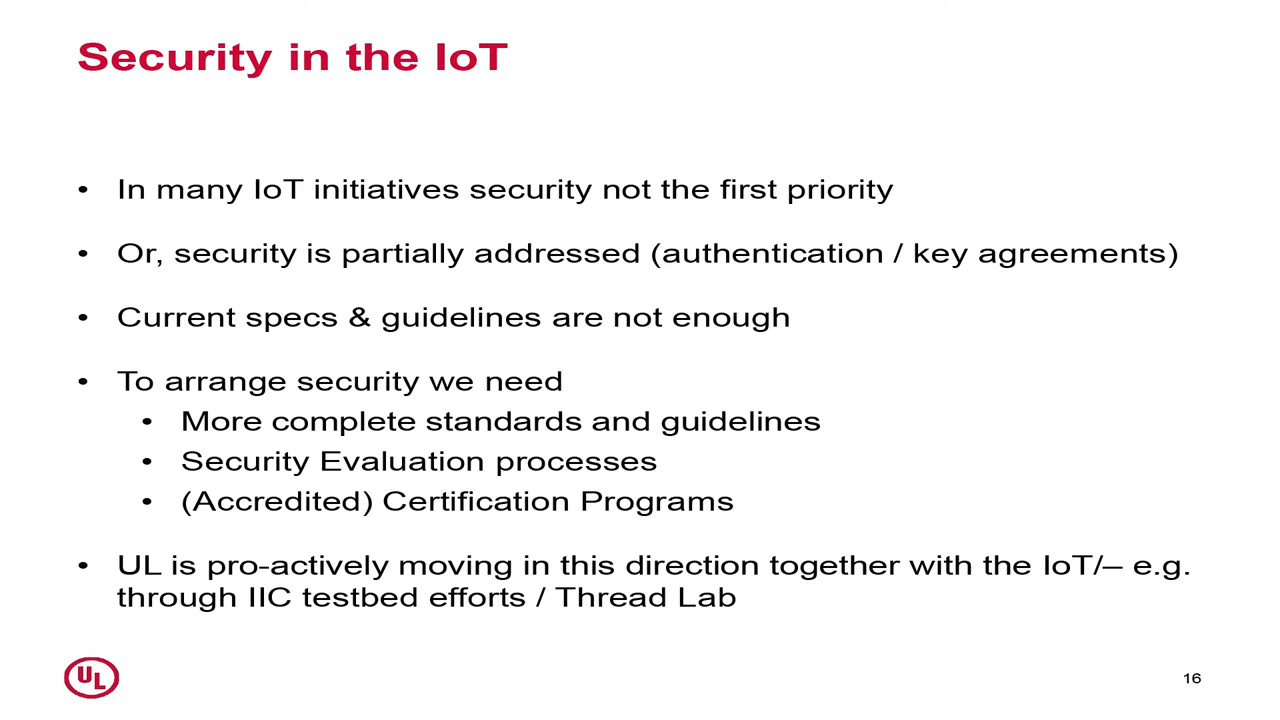 Security in the IoT
• In many IoT initiatives security not the first priority
• Or, security is partially addressed (authentication / key agreements)
• Current specs & guidelines are not enough
• To arrange security we need
• More complete standards and guidelines
• Security Evaluation processes
• (Accredited) Certification Programs
• UL is pro-actively moving in this direction together with the IoT/– e.g.
through IIC testbed efforts / Thread Lab
UL
16